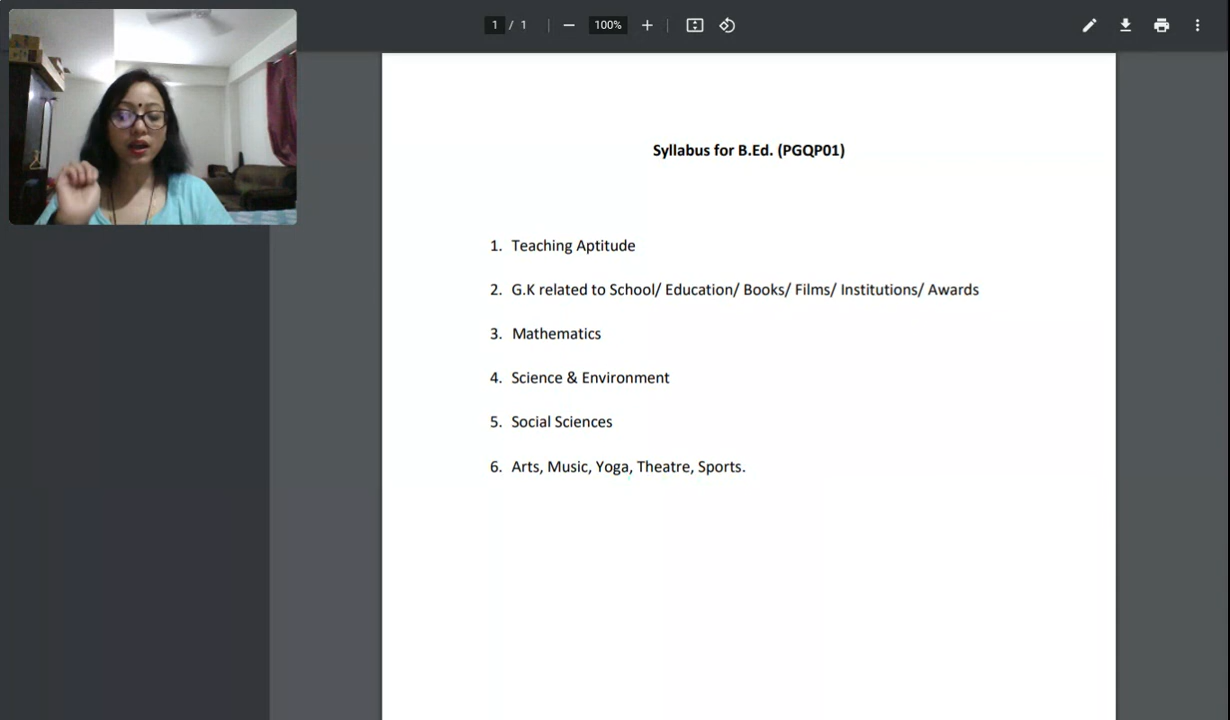 1 / 1 100%
Syllabus for B.Ed. (PGQP01)
1. Teaching Aptitude
2. G.K related to School/ Education/ Books/ Films/ Institutions/ Awards
3. Mathematics
4. Science & Environment
5. Social Sciences
6. Arts, Music, Yoga, Theatre, Sports.